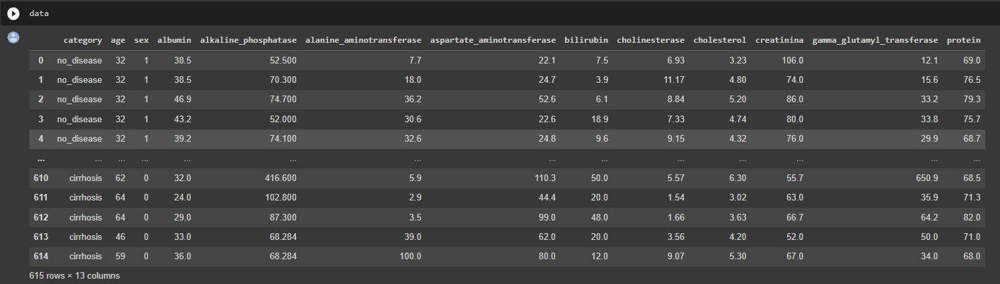 data
category age sex albumin alkaline_phosphatase alanine_aminotransferase aspartate_aminotransferase bilirubin cholinesterase cholesterol creatinina gamma_glutamyl_transferase protein
0 no_disease 32 1 38.5 52.500 7.7 22.1 7.5 6.93 3.23 106.0 12.1 69.0
1 no_disease 32 1 38.5 70.300 18.0 24.7 3.9 11.17 4.80 74.0 15.6 76.5
2 no_disease 32 1 46.9 74.700 36.2 52.6 6.1 8.84 5.20 86.0 33.2 79.3
3 no_disease 32 1 43.2 52.000 30.6 22.6 18.9 7.33 4.74 80.0 33.8 75.7
4 no_disease 32 1 39.2 74.100 32.6 24.8 9.6 9.15 4.32 76.0 29.9 68.7
... ... ... ... ... ... ... ... ... ... ... ... ... ...
610 cirrhosis 62 0 32.0 416.600 5.9 110.3 50.0 5.57 6.30 55.7 650.9 68.5
611 cirrhosis 64 0 24.0 102.800 2.9 44.4 20.0 1.54 3.02 63.0 35.9 71.3
612 cirrhosis 64 0 29.0 87.300 3.5 99.0 48.0 1.66 3.63 66.7 64.2 82.0
613 cirrhosis 46 0 33.0 68.284 39.0 62.0 20.0 3.56 4.20 52.0 50.0 71.0
614 cirrhosis 59 0 36.0 68.284 100.0 80.0 12.0 9.07 5.30 67.0 34.0 68.0
615 rows × 13 columns